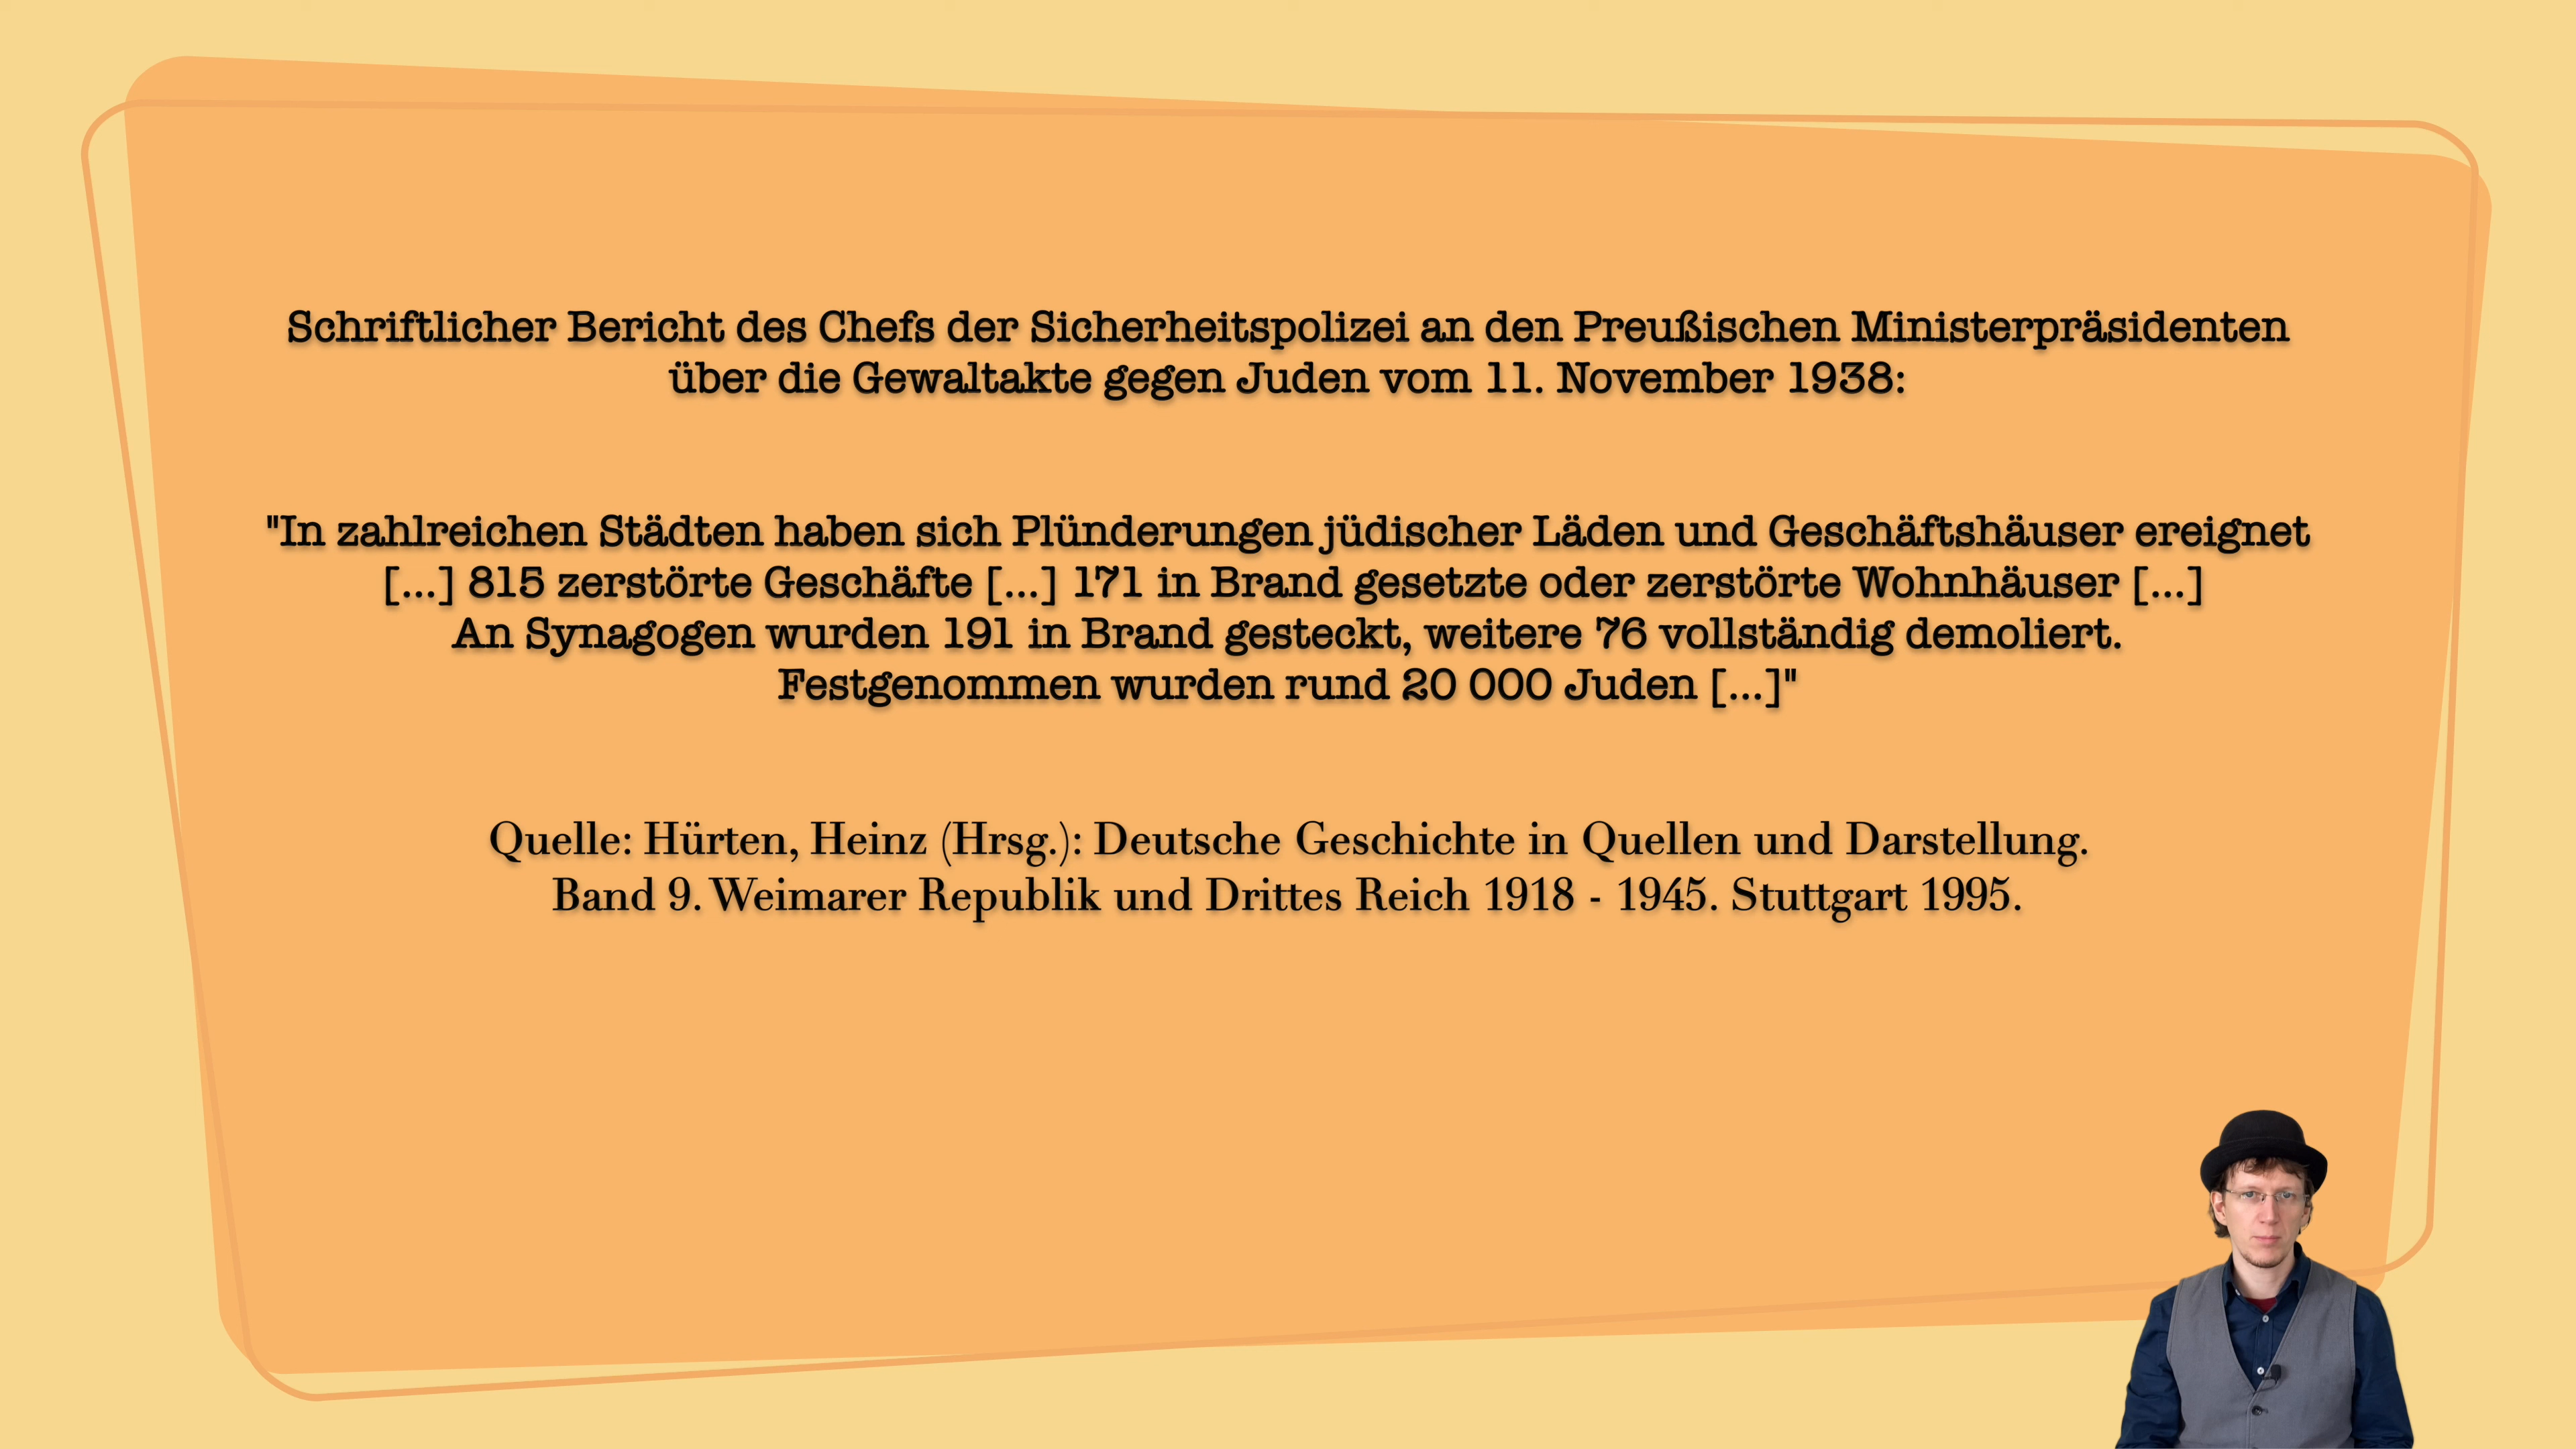 Schriftlicher Bericht des Chefs der Sicherheitspolizei an den Preußischen Ministerpräsidenten
über die Gewaltakte gegen Juden vom 11. November 1938:
"In zahlreichen Städten haben sich Plünderungen jüdischer Läden und Geschäftshäuser ereignet
[...] 815 zerstörte Geschäfte [...] 171 in Brand gesetzte oder zerstörte Wohnhäuser [...]
An Synagogen wurden 191 in Brand gesteckt, weitere 76 vollständig demoliert.
Festgenommen wurden rund 20 000 Juden [...]"
Quelle: Hürten, Heinz (Hrsg.): Deutsche Geschichte in Quellen und Darstellung.
Band 9. Weimarer Republik und Drittes Reich 1918 - 1945. Stuttgart 1995.